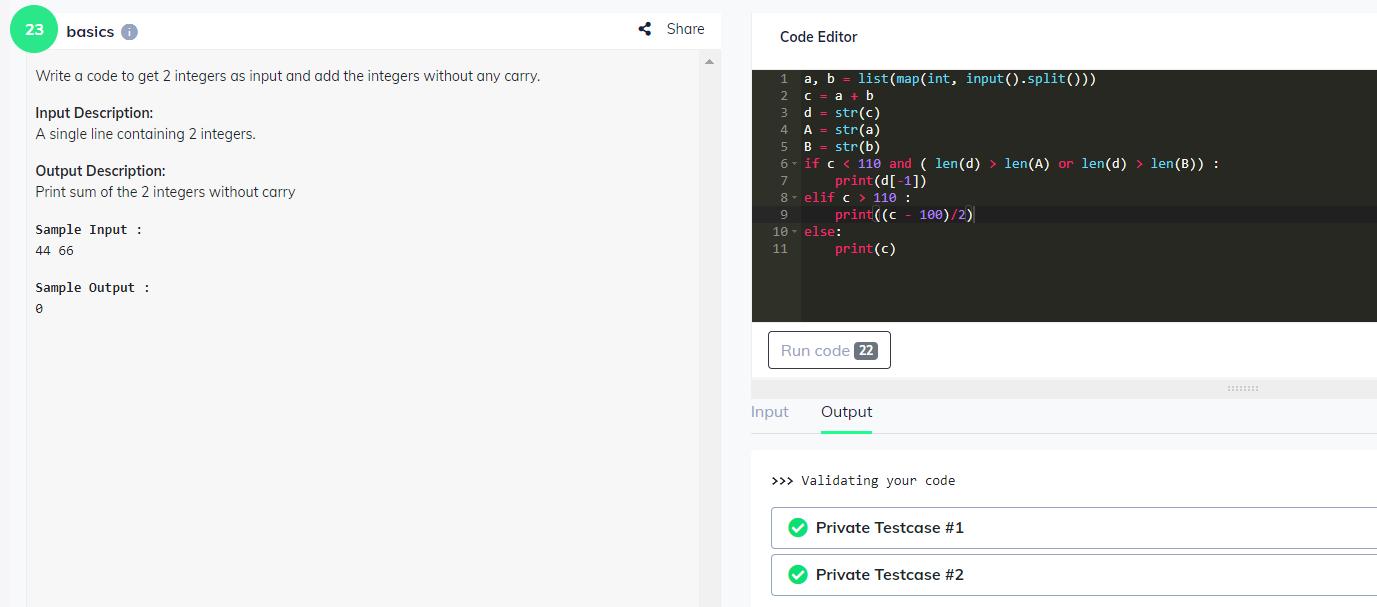 23 basics i Share
Write a code to get 2 integers as input and add the integers without any carry.
Input Description:
A single line containing 2 integers.
Output Description:
Print sum of the 2 integers without carry
Sample Input :
44 66
Sample Output :
0
Code Editor
1 a, b = list(map(int, input().split()))
2 c = a + b
3 d = str(c)
4 A = str(a)
5 B = str(b)
6 if c < 110 and ( len(d) > len(A) or len(d) > len(B)) :
7     print(d[-1])
8 elif c > 110 :
9     print((c - 100)/2)
10 else:
11     print(c)
Run code 22
Input Output
>>> Validating your code
Private Testcase #1
Private Testcase #2